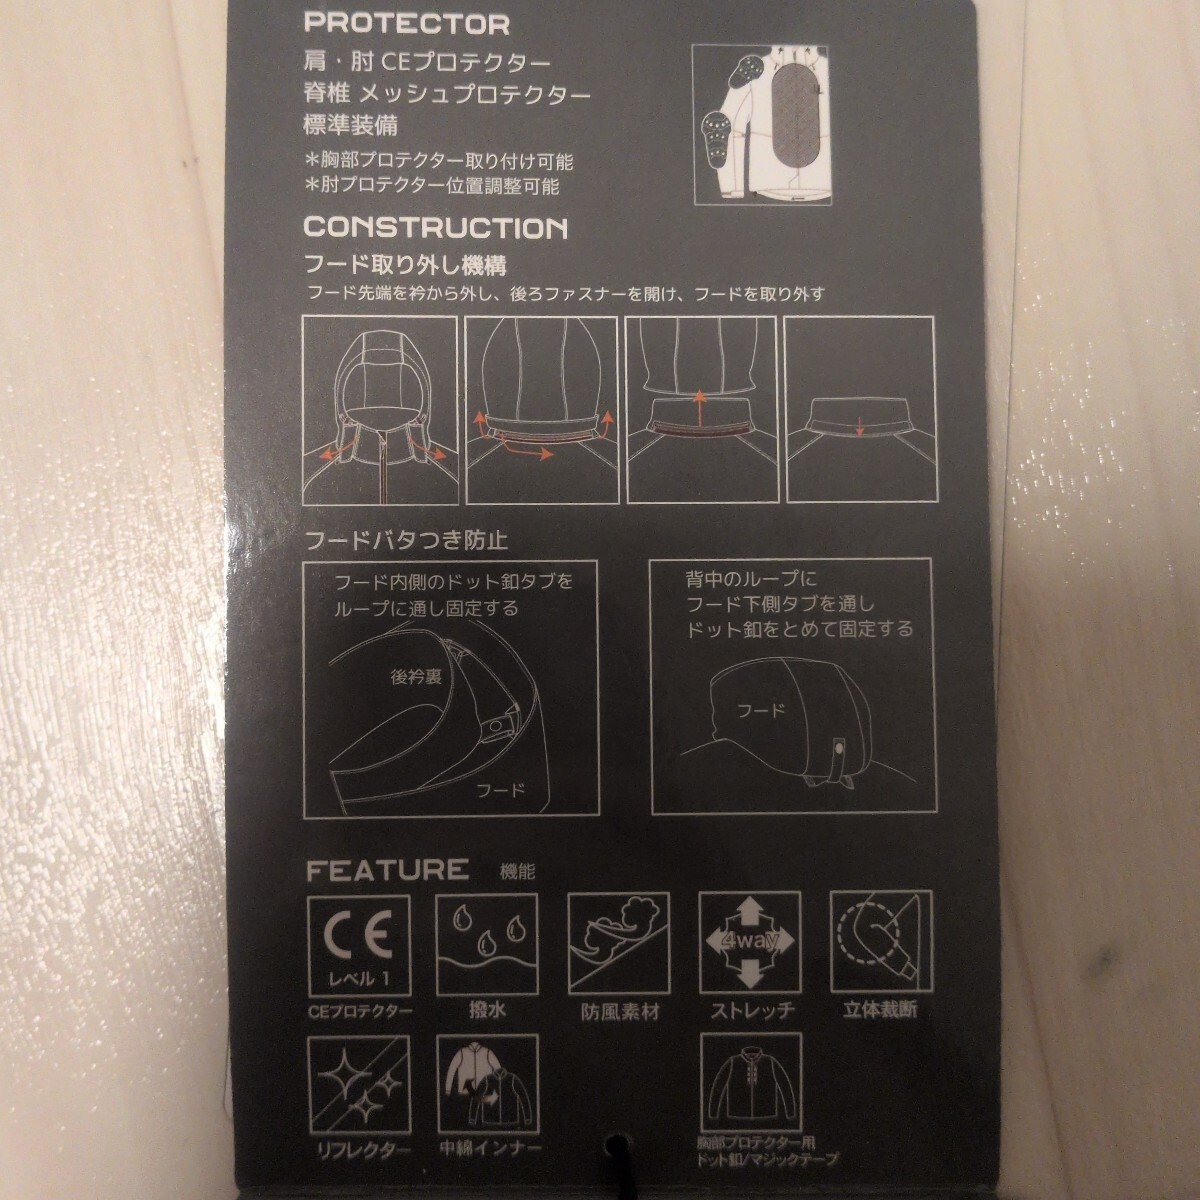 PROTECTOR
肩・肘 CEプロテクター
脊椎 メッシュプロテクター
標準装備
＊胸部プロテクター取り付け可能
＊肘プロテクター位置調整可能
CONSTRUCTION
フード取り外し機構
フード先端を衿から外し、後ろファスナーを開け、フードを取り外す
フードバタつき防止
フード内側のドット釦タブを
ループに通し固定する
後衿裏
フード
背中のループに
フード下側タブを通し
ドット釦をとめて固定する
フード
FEATURE 機能
CE
レベル 1
CEプロテクター
撥水
防風素材
4way
ストレッチ
立体裁断
リフレクター
中綿インナー
胸部プロテクター用
ドット釦/マジックテープ